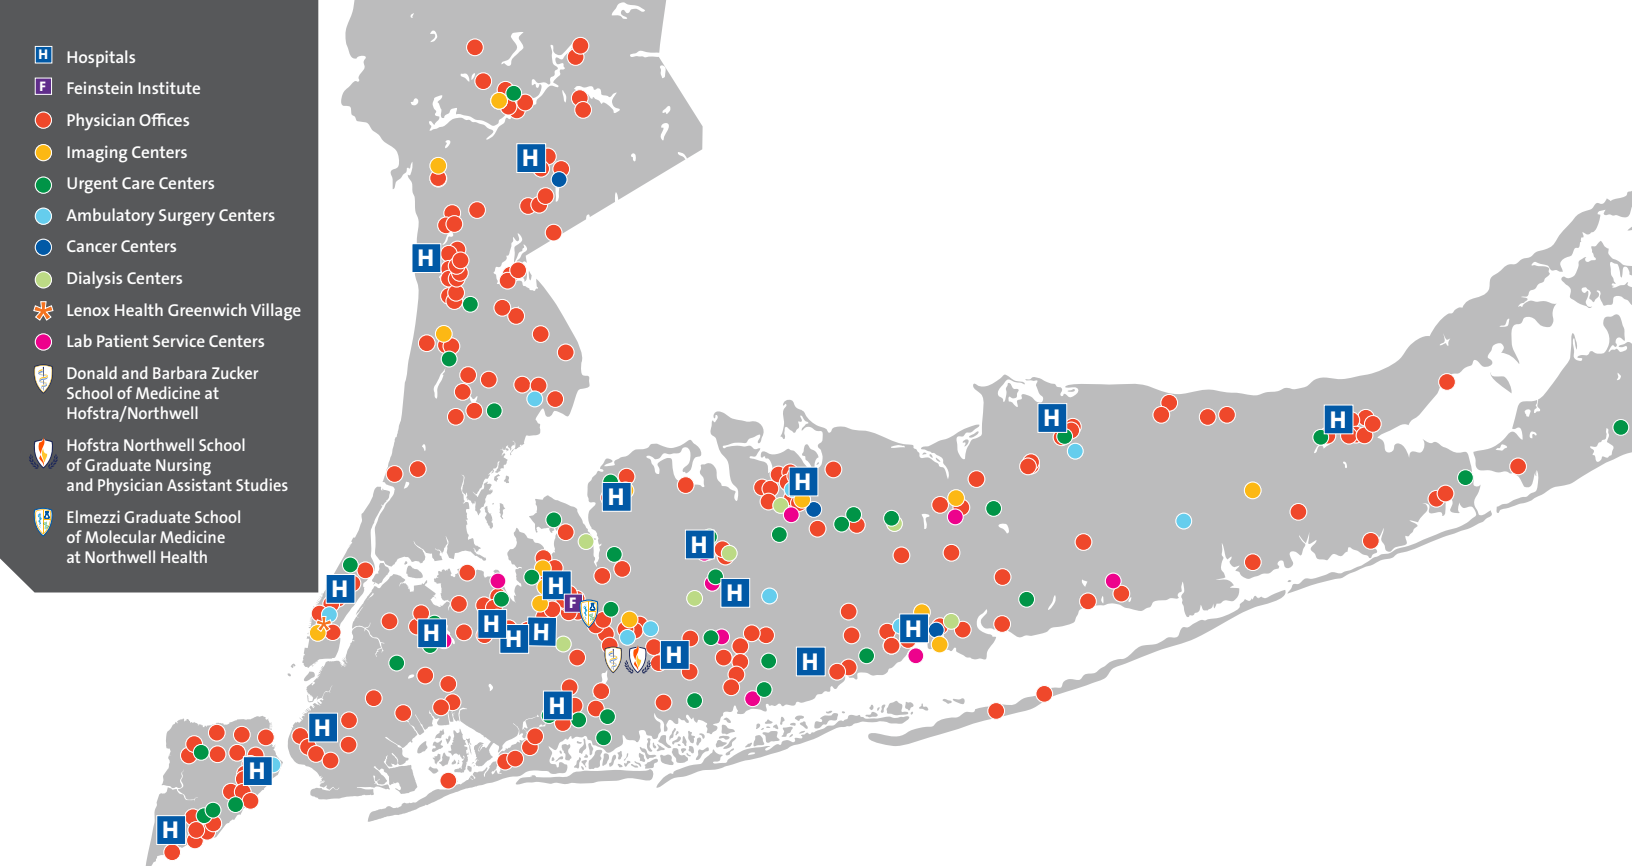 H Hospitals
F Feinstein Institute
Physician Offices
Imaging Centers
Urgent Care Centers
Ambulatory Surgery Centers
Cancer Centers
Dialysis Centers
Lenox Health Greenwich Village
Lab Patient Service Centers
Donald and Barbara Zucker
School of Medicine at
Hofstra/Northwell
Hofstra Northwell School
of Graduate Nursing
and Physician Assistant Studies
Elmezzi Graduate School
of Molecular Medicine
at Northwell Health
H
H
H
H
H
H
H
H
H
H
F
H
H
H
H
H
H
H
H
H
H
H
H